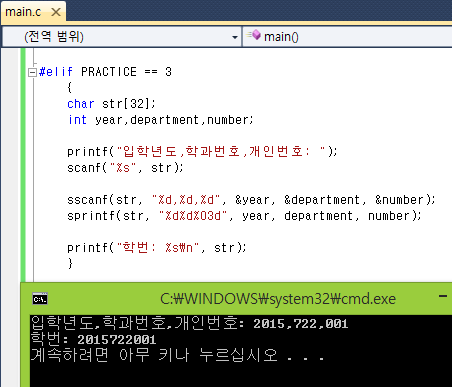 main.c
(전역 범위)
main()
#elif PRACTICE == 3
{
char str[32];
int year,department,number;
printf("입학년도,학과번호,개인번호: ");
scanf("%s", str);
sscanf(str, "%d,%d,%d", &year, &department, &number);
sprintf(str, "%d%d%03d", year, department, number);
printf("학번: %s₩n", str);
}
C:₩WINDOWS₩system32₩cmd.exe
입학년도,학과번호,개인번호: 2015,722,001
학번: 2015722001
계속하려면 아무 키나 누르십시오 . . .